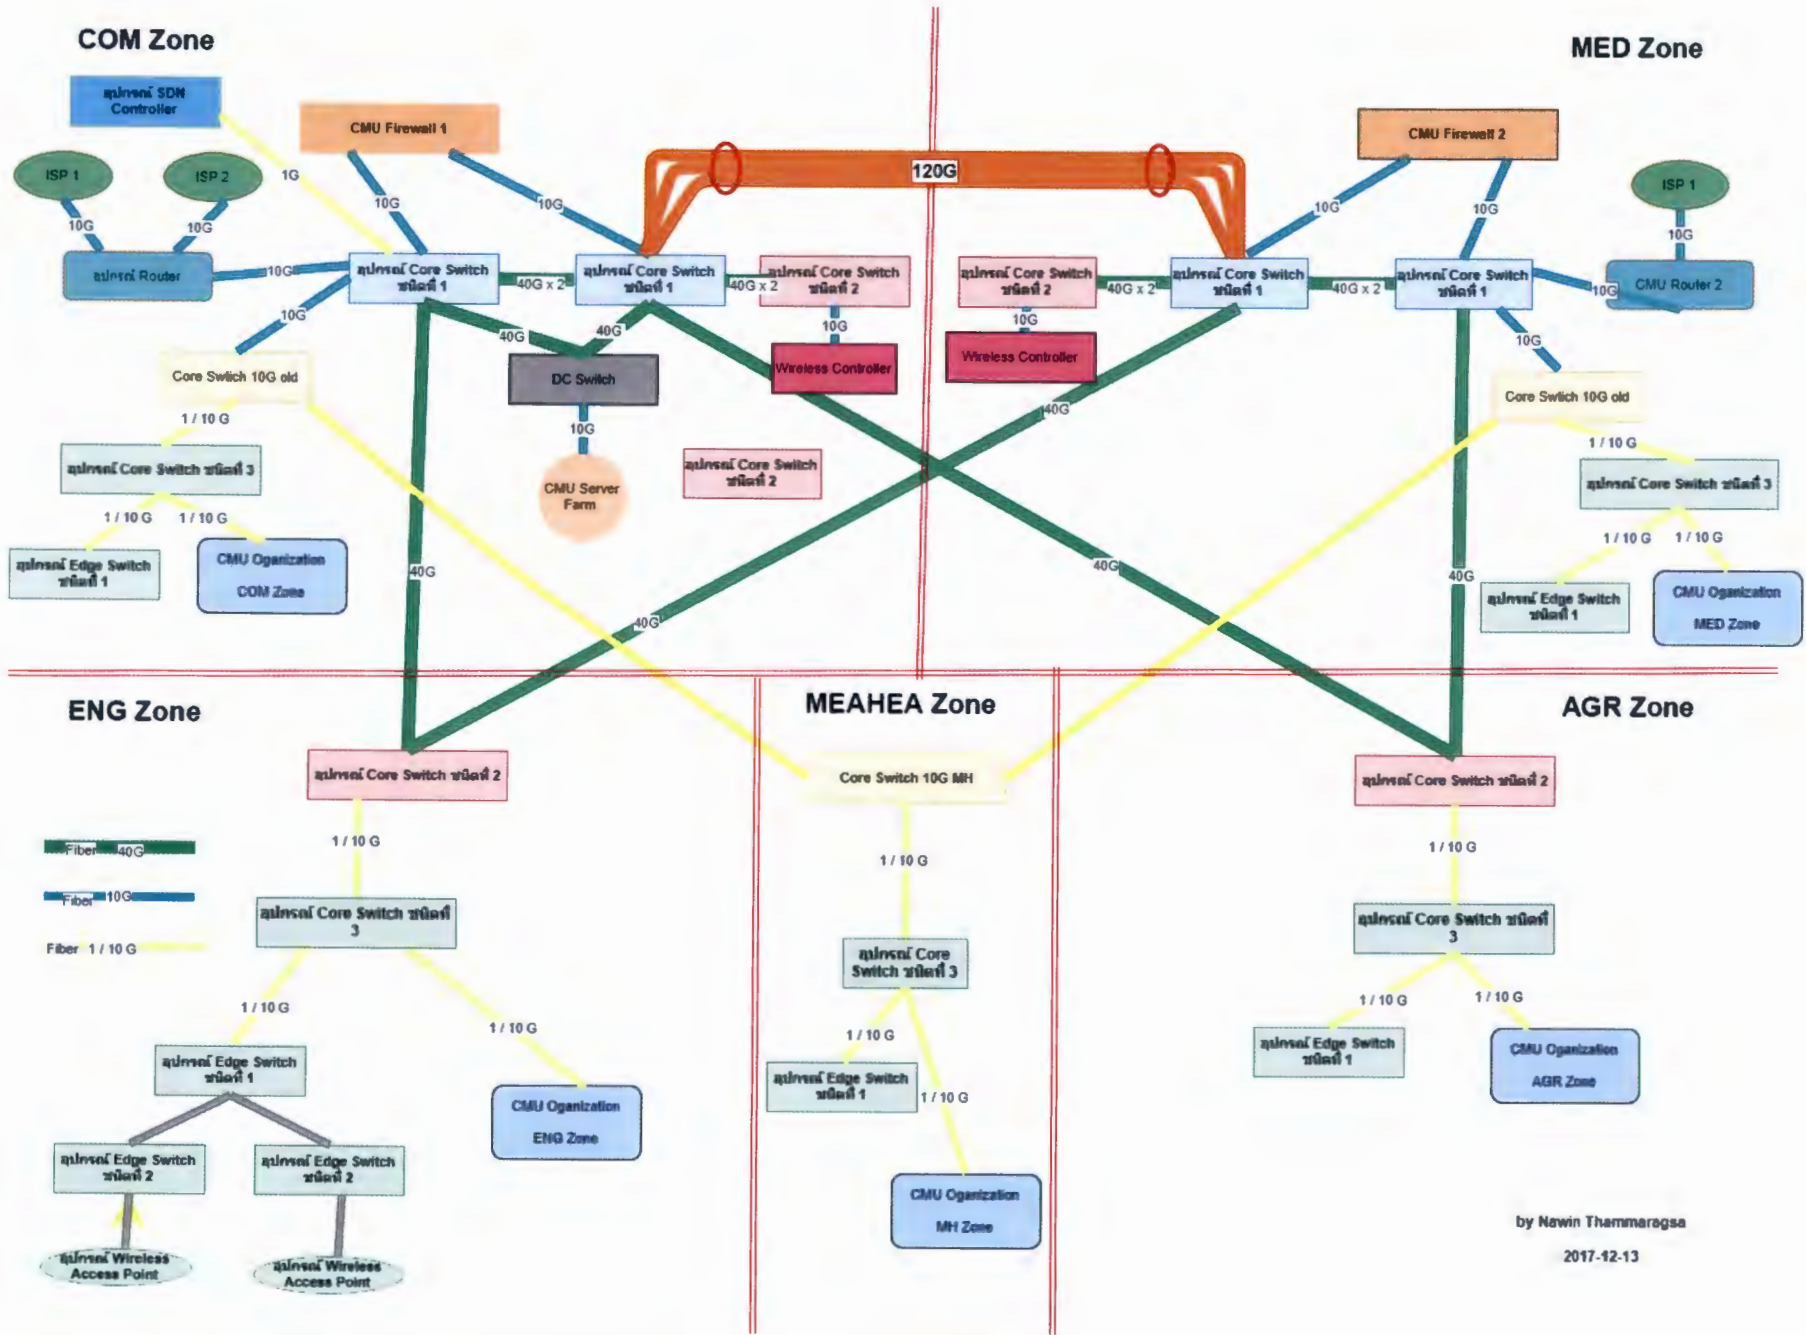 COM Zone
MED Zone
อุปกรณ์ SDN
Controller
CMU Firewall 1
CMU Firewall 2
120G
ISP 1
ISP 2
1G
10G
10G
ISP 1
10G
10G
10G
10G
10G
อุปกรณ์ Router
10G
อุปกรณ์ Core Switch
ชนิดที่ 1
40G x 2
อุปกรณ์ Core Switch
ชนิดที่ 1
40G x 2
อุปกรณ์ Core Switch
ชนิดที่ 2
อุปกรณ์ Core Switch
ชนิดที่ 2
40G x 2
อุปกรณ์ Core Switch
ชนิดที่ 1
40G x 2
อุปกรณ์ Core Switch
ชนิดที่ 1
10G
CMU Router 2
10G
40G
40G
10G
10G
10G
Core Swtich 10G old
DC Switch
Wireless Controller
Wireless Controller
Core Swtich 10G old
1 / 10 G
10G
40G
1 / 10 G
อุปกรณ์ Core Switch ชนิดที่ 3
CMU Server
Farm
อุปกรณ์ Core Switch
ชนิดที่ 2
อุปกรณ์ Core Switch ชนิดที่ 3
1 / 10 G
1 / 10 G
1 / 10 G
1 / 10 G
อุปกรณ์ Edge Switch
ชนิดที่ 1
CMU Oganization
COM Zone
40G
40G
40G
40G
อุปกรณ์ Edge Switch
ชนิดที่ 1
CMU Oganization
MED Zone
ENG Zone
MEAHEA Zone
AGR Zone
อุปกรณ์ Core Switch ชนิดที่ 2
Core Switch 10G MH
อุปกรณ์ Core Switch ชนิดที่ 2
Fiber 40G
Fiber 10G
Fiber 1 / 10 G
1 / 10 G
1 / 10 G
1 / 10 G
อุปกรณ์ Core Switch ชนิดที่
3
อุปกรณ์ Core
Switch ชนิดที่ 3
อุปกรณ์ Core Switch ชนิดที่
3
1 / 10 G
1 / 10 G
1 / 10 G
1 / 10 G
1 / 10 G
อุปกรณ์ Edge Switch
ชนิดที่ 1
CMU Oganization
ENG Zone
อุปกรณ์ Edge Switch
ชนิดที่ 1
1 / 10 G
อุปกรณ์ Edge Switch
ชนิดที่ 1
CMU Oganization
AGR Zone
อุปกรณ์ Edge Switch
ชนิดที่ 2
อุปกรณ์ Edge Switch
ชนิดที่ 2
CMU Oganization
MH Zone
อุปกรณ์ Wireless
Access Point
อุปกรณ์ Wireless
Access Point
by Nawin Thammaragsa
2017-12-13